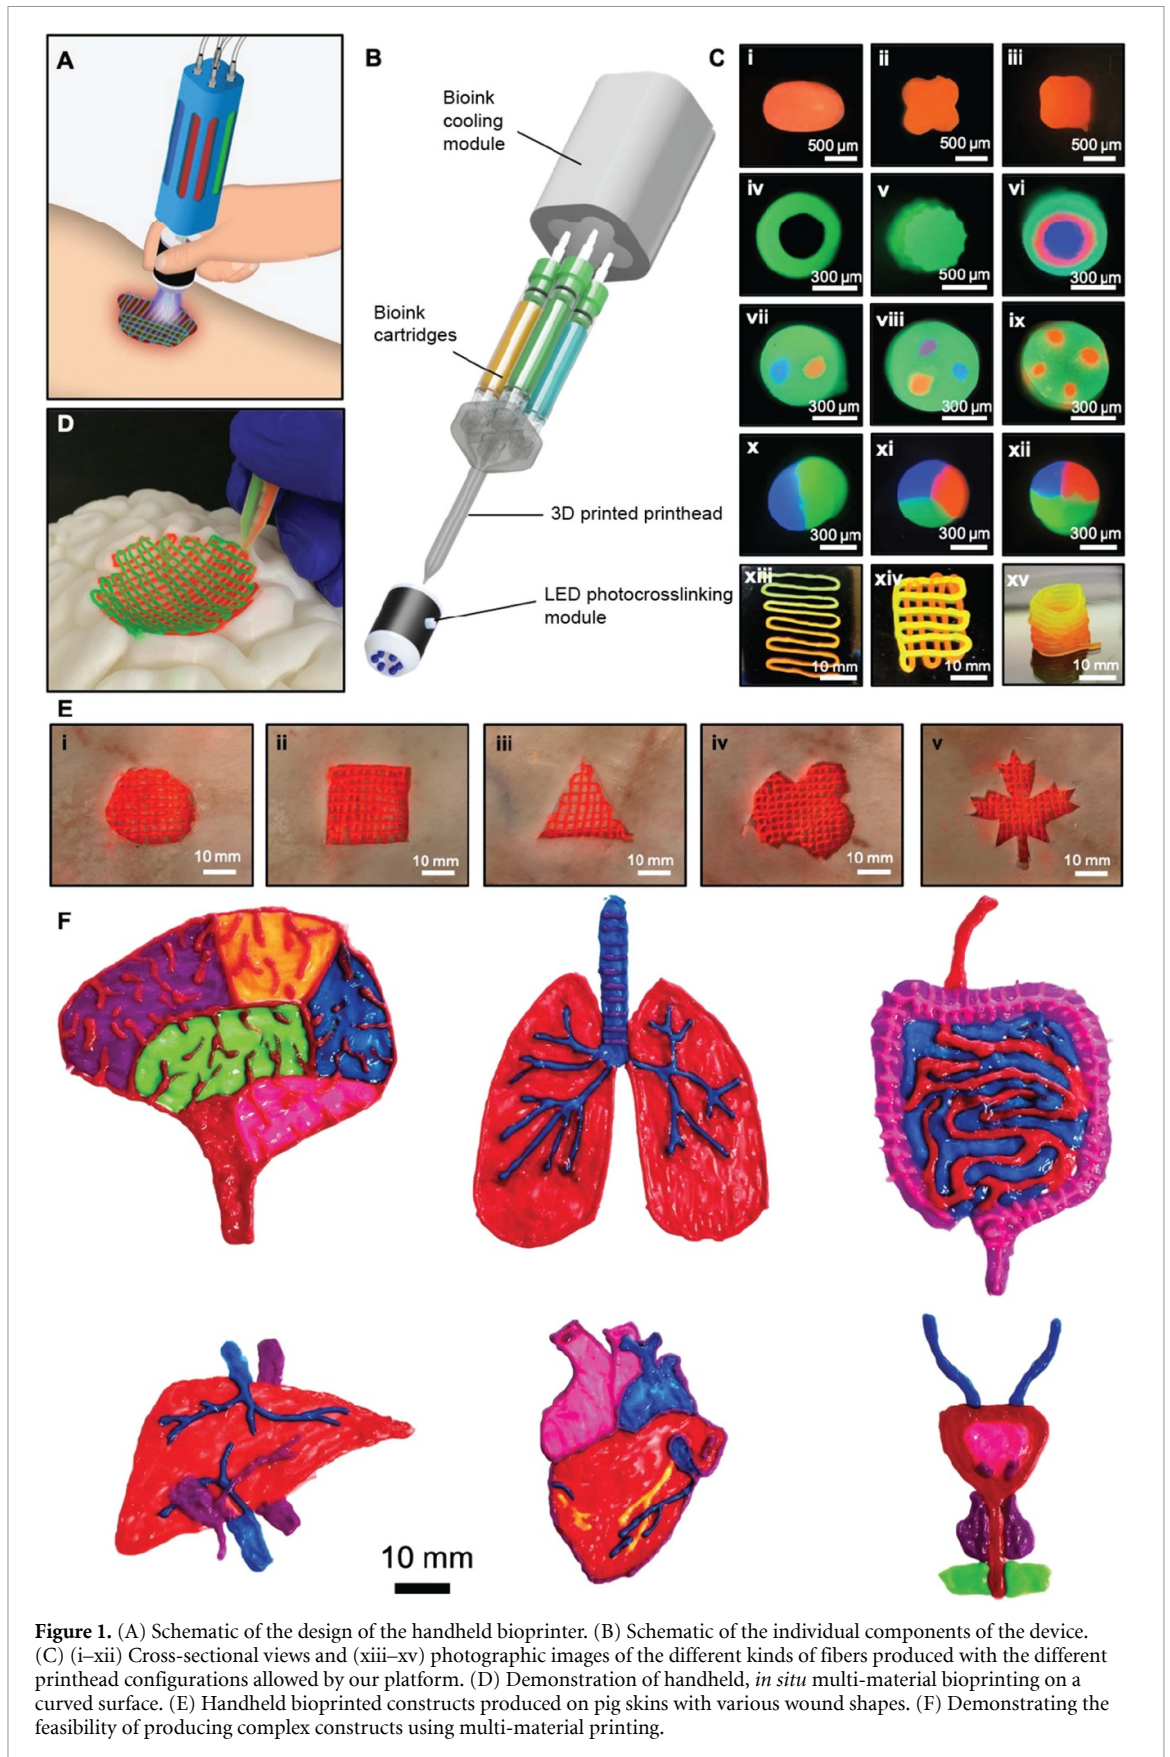 A
B
Bioink
cooling
module
Bioink
cartridges
3D printed printhead
LED photocrosslinking
module
C
i
500 µm
ii
500 µm
iii
500 µm
iv
300 µm
v
500 µm
vi
300 µm
vii
300 µm
viii
300 µm
ix
300 µm
x
300 µm
xi
300 µm
xii
300 µm
xiii
10 mm
xiv
10 mm
xv
10 mm
D
E
i
10 mm
ii
10 mm
iii
10 mm
iv
10 mm
v
10 mm
F
10 mm
Figure 1. (A) Schematic of the design of the handheld bioprinter. (B) Schematic of the individual components of the device.
(C) (i–xii) Cross-sectional views and (xiii–xv) photographic images of the different kinds of fibers produced with the different
printhead configurations allowed by our platform. (D) Demonstration of handheld, in situ multi-material bioprinting on a
curved surface. (E) Handheld bioprinted constructs produced on pig skins with various wound shapes. (F) Demonstrating the
feasibility of producing complex constructs using multi-material printing.